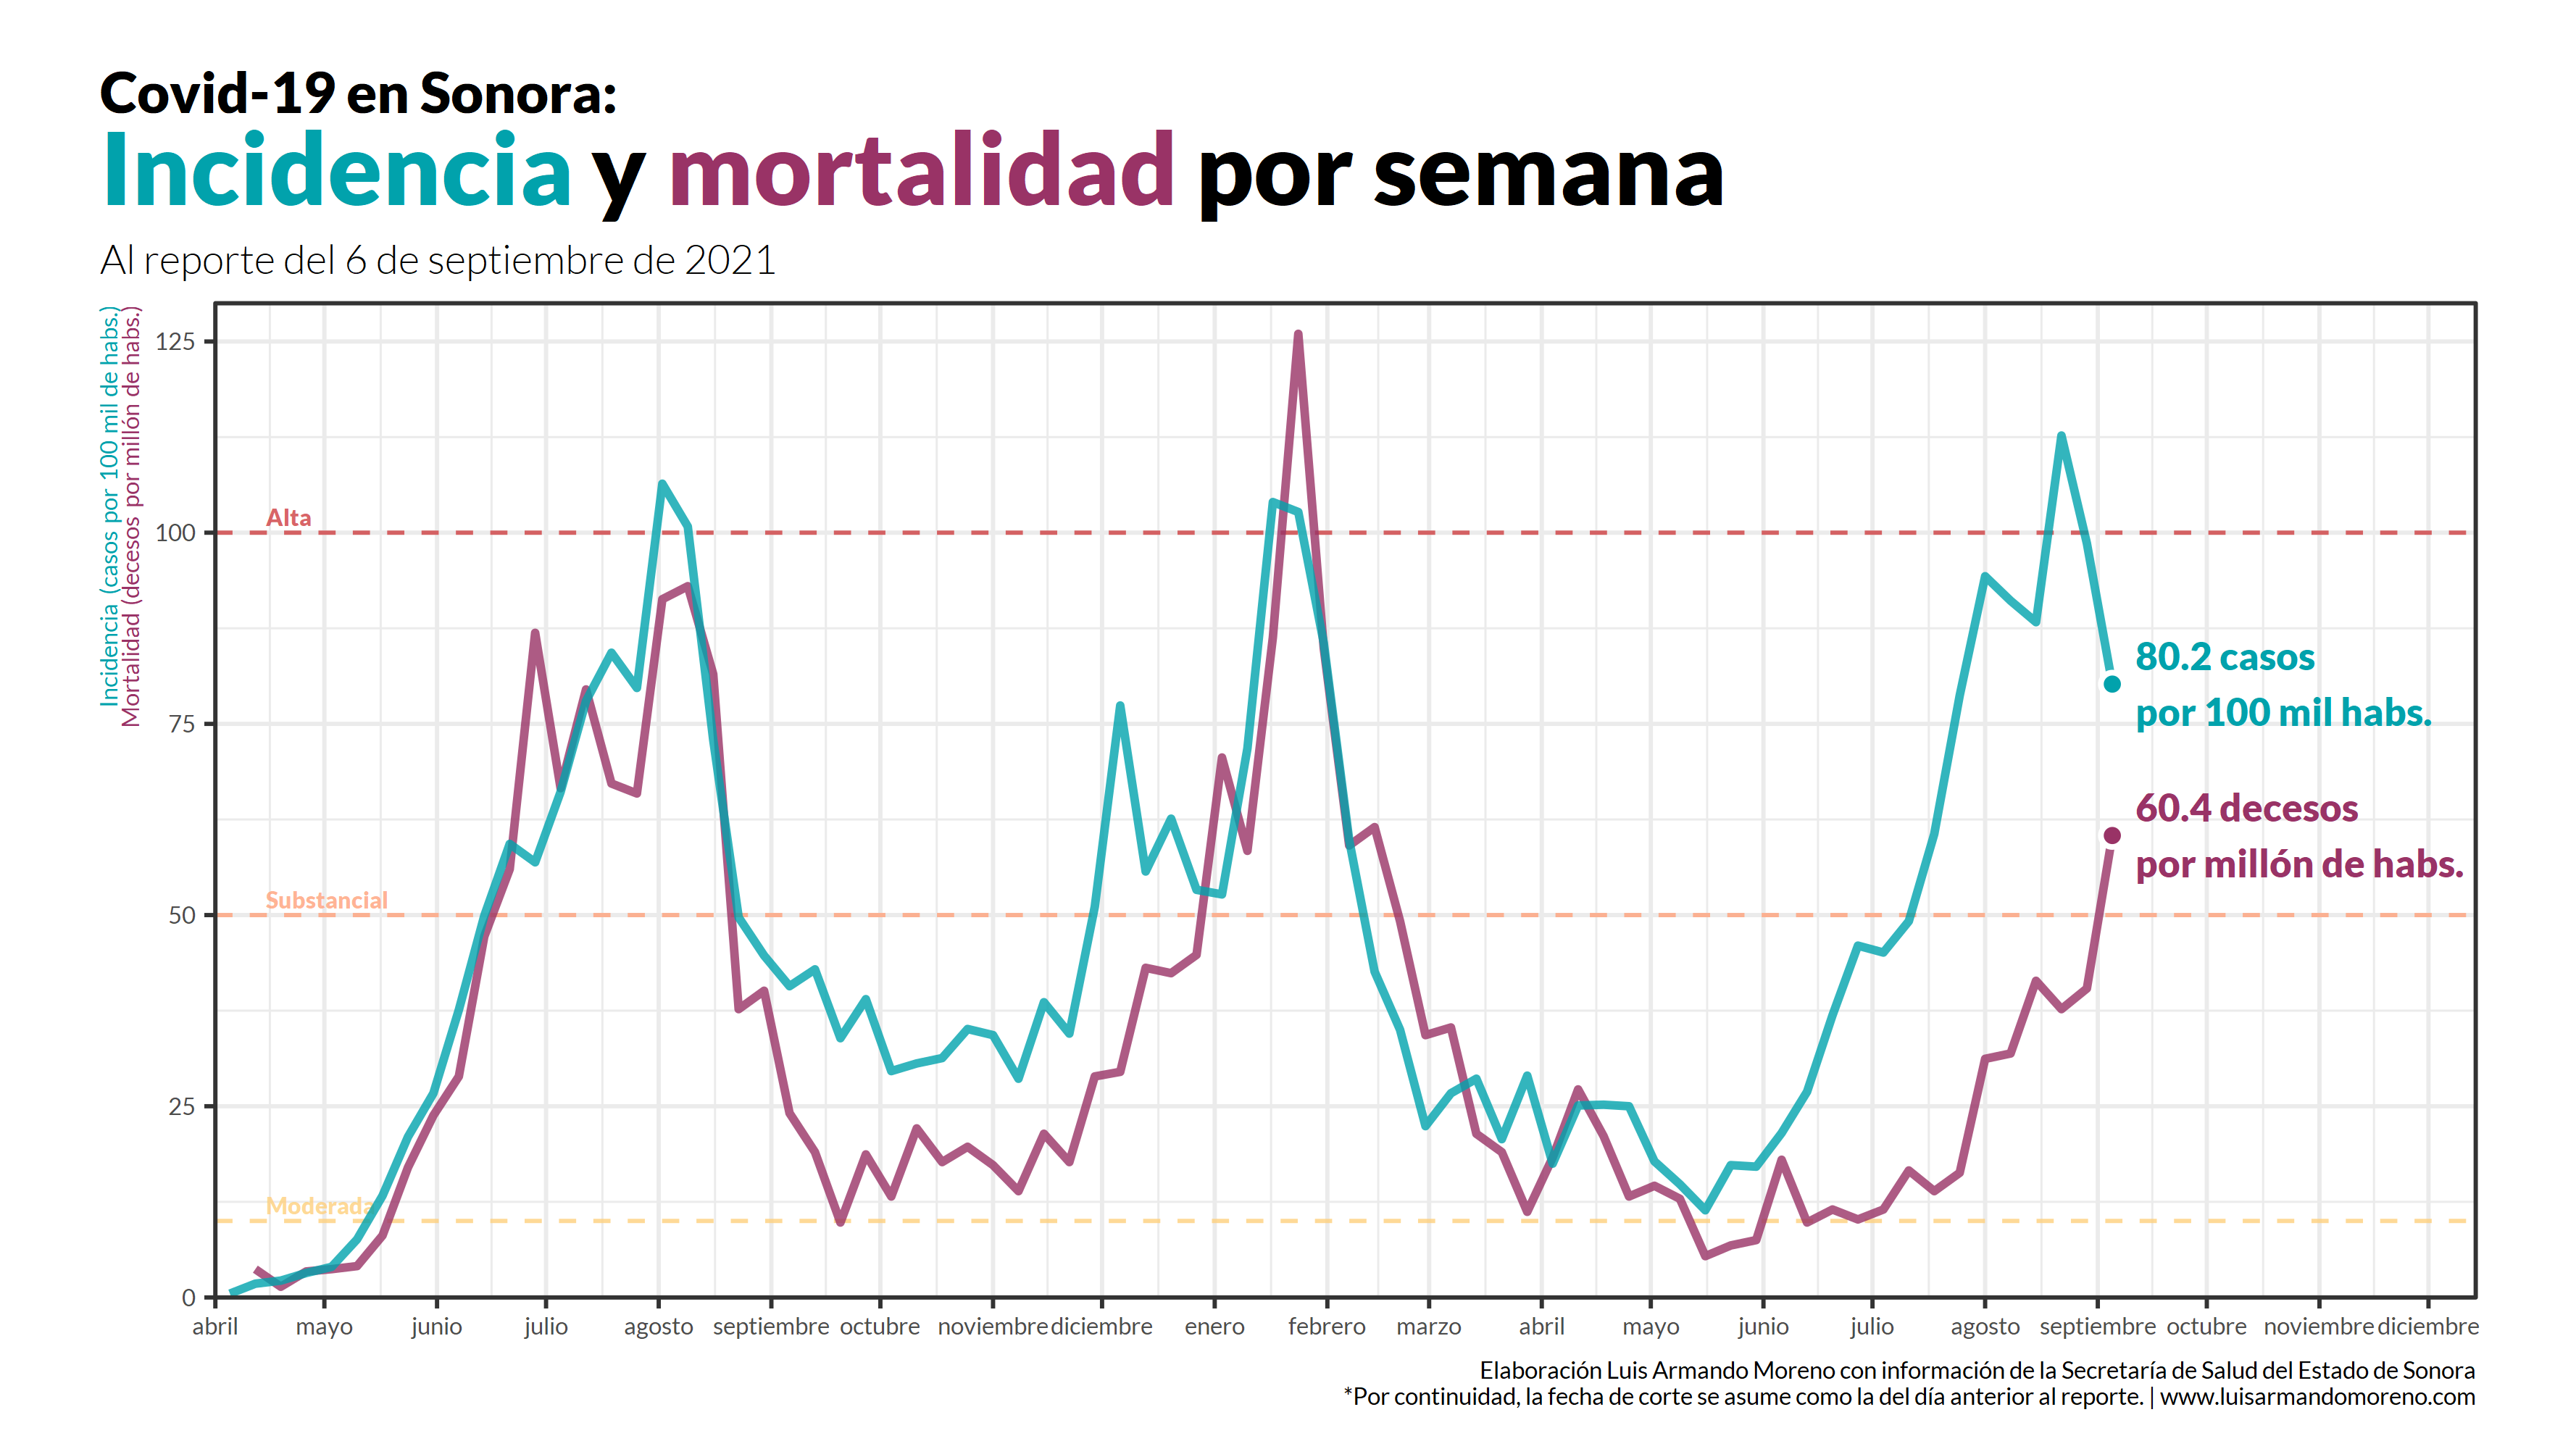 Covid-19 en Sonora:
Incidencia y mortalidad por semana
Al reporte del 6 de septiembre de 2021
Incidencia (casos por 100 mil de habs.)
Mortalidad (decesos por millón de habs.)
125
100
75
50
25
0
Alta
Substancial
Moderada
80.2 casos
por 100 mil habs.
60.4 decesos
por millón de habs.
abril mayo junio julio agosto septiembre octubre noviembre diciembre enero febrero marzo abril mayo junio julio agosto septiembre octubre noviembre diciembre
Elaboración Luis Armando Moreno con información de la Secretaría de Salud del Estado de Sonora
*Por continuidad, la fecha de corte se asume como la del día anterior al reporte. | www.luisarmandomoreno.com